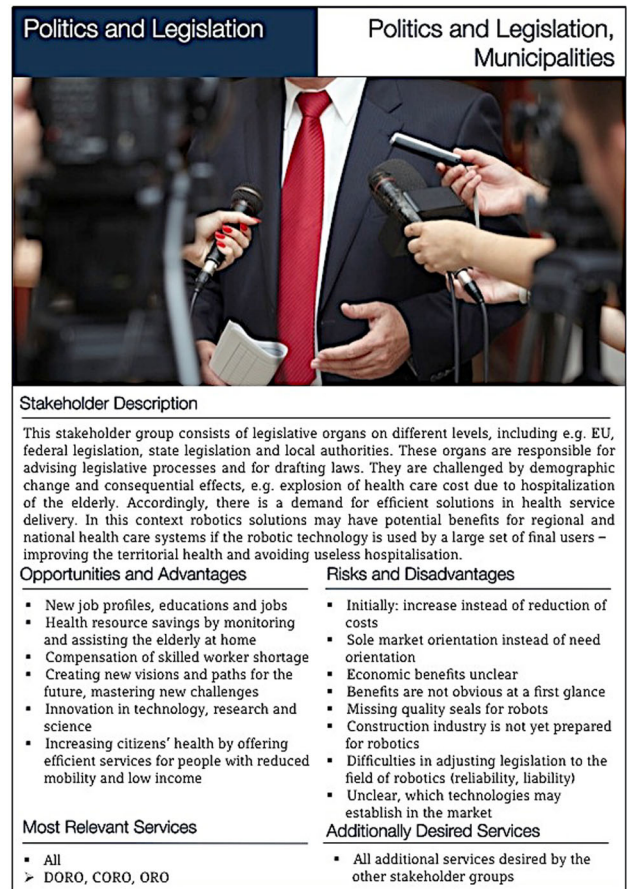 Politics and Legislation
Politics and Legislation,
Municipalities
Stakeholder Description
This stakeholder group consists of legislative organs on different levels, including e.g. EU,
federal legislation, state legislation and local authorities. These organs are responsible for
advising legislative processes and for drafting laws. They are challenged by demographic
change and consequential effects, e.g. explosion of health care cost due to hospitalization
of the elderly. Accordingly, there is a demand for efficient solutions in health service
delivery. In this context robotics solutions may have potential benefits for regional and
national health care systems if the robotic technology is used by a large set of final users –
improving the territorial health and avoiding useless hospitalisation.
Opportunities and Advantages
▪ New job profiles, educations and jobs
▪ Health resource savings by monitoring
and assisting the elderly at home
▪ Compensation of skilled worker shortage
▪ Creating new visions and paths for the
future, mastering new challenges
▪ Innovation in technology, research and
science
▪ Increasing citizens' health by offering
efficient services for people with reduced
mobility and low income
Risks and Disadvantages
▪ Initially: increase instead of reduction of
costs
▪ Sole market orientation instead of need
orientation
▪ Economic benefits unclear
▪ Benefits are not obvious at a first glance
▪ Missing quality seals for robots
▪ Construction industry is not yet prepared
for robotics
▪ Difficulties in adjusting legislation to the
field of robotics (reliability, liability)
▪ Unclear, which technologies may
establish in the market
Most Relevant Services
▪ All
➢ DORO, CORO, ORO
Additionally Desired Services
▪ All additional services desired by the
other stakeholder groups